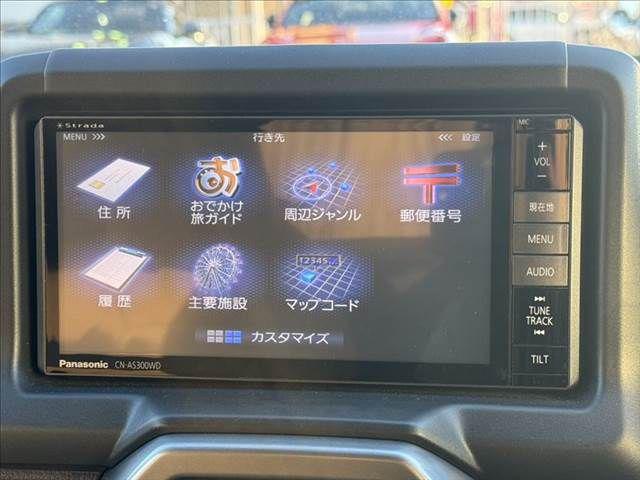 Strada
MIC
MENU >>> 行き先 <<< 設定
VOL
住所
おでかけ
旅ガイド
周辺ジャンル
郵便番号
履歴
主要施設
12345
マップコード
カスタマイズ
現在地
MENU
AUDIO
TUNE
TRACK
TILT
Panasonic CN-AS300WD